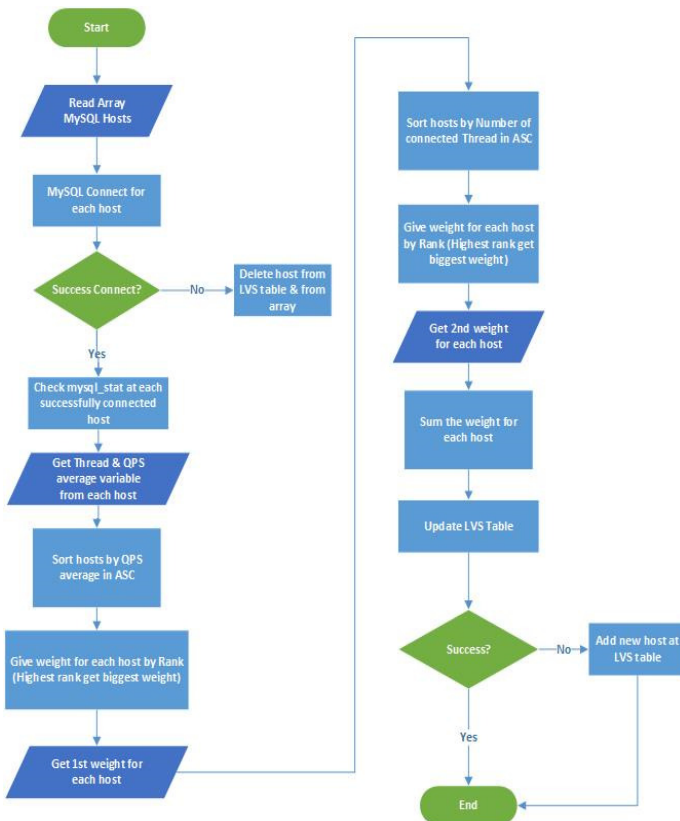 Start
Read Array
MySQL Hosts
MySQL Connect for
each host
Success Connect?
No
Delete host from
LVS table & from
array
Yes
Check mysql_stat at each
successfully connected
host
Get Thread & QPS
average variable
from each host
Sort hosts by QPS
average in ASC
Give weight for each host by Rank
(Highest rank get biggest weight)
Get 1st weight for
each host
Sort hosts by Number of
connected Thread in ASC
Give weight for each host
by Rank (Highest rank get
biggest weight)
Get 2nd weight
for each host
Sum the weight for
each host
Update LVS Table
Success?
No
Add new host at
LVS table
Yes
End